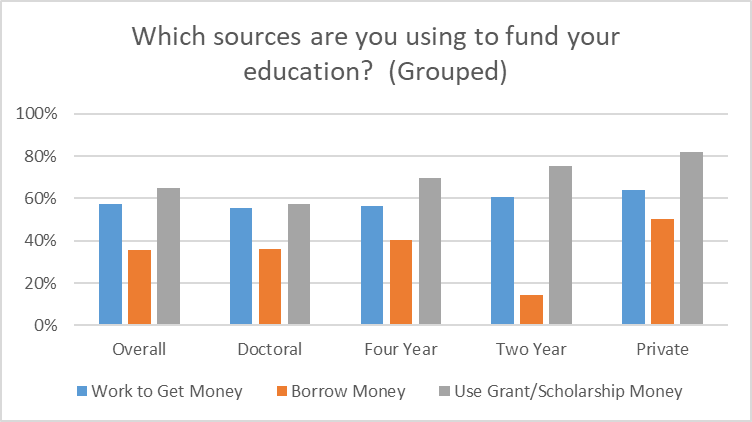 Which sources are you using to fund your
education?  (Grouped)
100%
80%
60%
40%
20%
0%
Overall
Doctoral
Four Year
Two Year
Private
Work to Get Money
Borrow Money
Use Grant/Scholarship Money